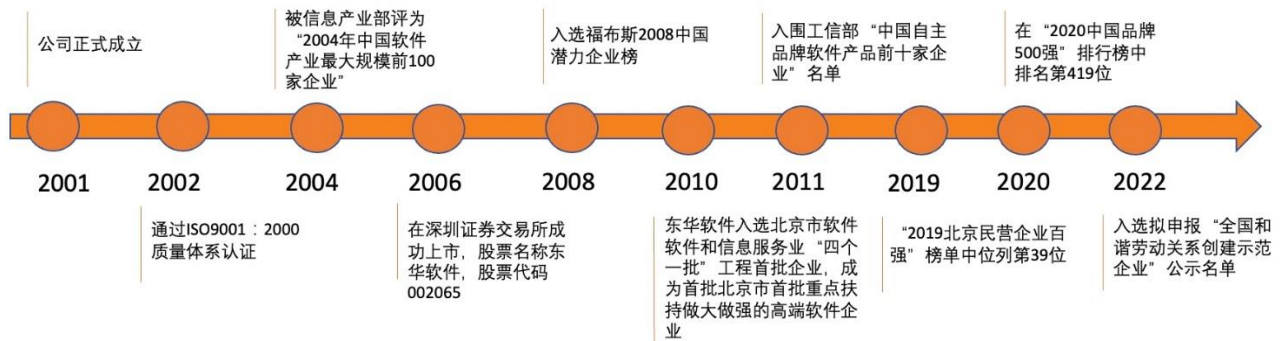 公司正式成立
被信息产业部评为
“2004年中国软件
产业最大规模前100
家企业”
入选福布斯2008中国
潜力企业榜
入围工信部“中国自主
品牌软件产品前十家企
业”名单
在“2020中国品牌
500强”排行榜中
排名第419位
2001
2002
2004
2006
2008
2010
2011
2019
2020
2022
通过ISO9001：2000
质量体系认证
在深圳证券交易所成
功上市，股票名称东
华软件，股票代码
002065
东华软件入选北京市软件
软件和信息服务业“四个
一批”工程首批企业，成
为首批北京市首批重点扶
持做大做强的高端软件企
业
“2019北京民营企业百
强”榜单中位列第39位
入选拟申报“全国和
谐劳动关系创建示范
企业”公示名单